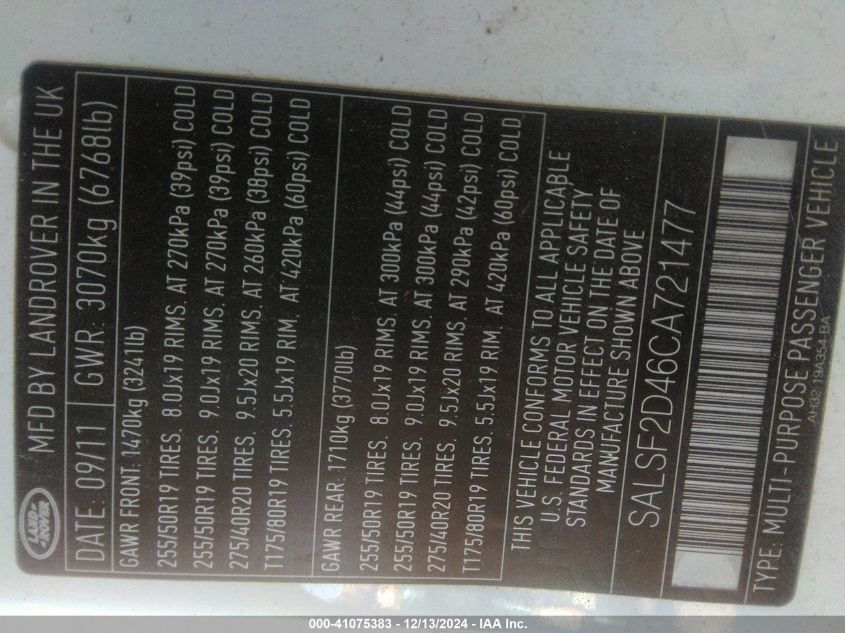 LAND ROVER
MFD BY LANDROVER IN THE UK
DATE: 09/11 GWR: 3070kg (6768lb)
GAWR FRONT: 1470kg (3241lb)
255/50R19 TIRES, 8.0Jx19 RIMS, AT 270kPa (39psi) COLD
255/50R19 TIRES, 9.0Jx19 RIMS, AT 270kPa (39psi) COLD
275/40R20 TIRES, 9.5Jx20 RIMS, AT 260kPa (38psi) COLD
T175/80R19 TIRES, 5.5Jx19 RIM, AT 420kPa (60psi) COLD
GAWR REAR: 1710kg (3770lb)
255/50R19 TIRES, 8.0Jx19 RIMS, AT 300kPa (44psi) COLD
255/50R19 TIRES, 9.0Jx19 RIMS, AT 300kPa (44psi) COLD
275/40R20 TIRES, 9.5Jx20 RIMS, AT 290kPa (42psi) COLD
T175/80R19 TIRES, 5.5Jx19 RIM, AT 420kPa (60psi) COLD
THIS VEHICLE CONFORMS TO ALL APPLICABLE
U.S. FEDERAL MOTOR VEHICLE SAFETY
STANDARDS IN EFFECT ON THE DATE OF
MANUFACTURE SHOWN ABOVE
SALSF2D46CA721477
TYPE: MULTI-PURPOSE PASSENGER VEHICLE
AH32-19A354-BA
000-41075383 - 12/13/2024 - IAA Inc.